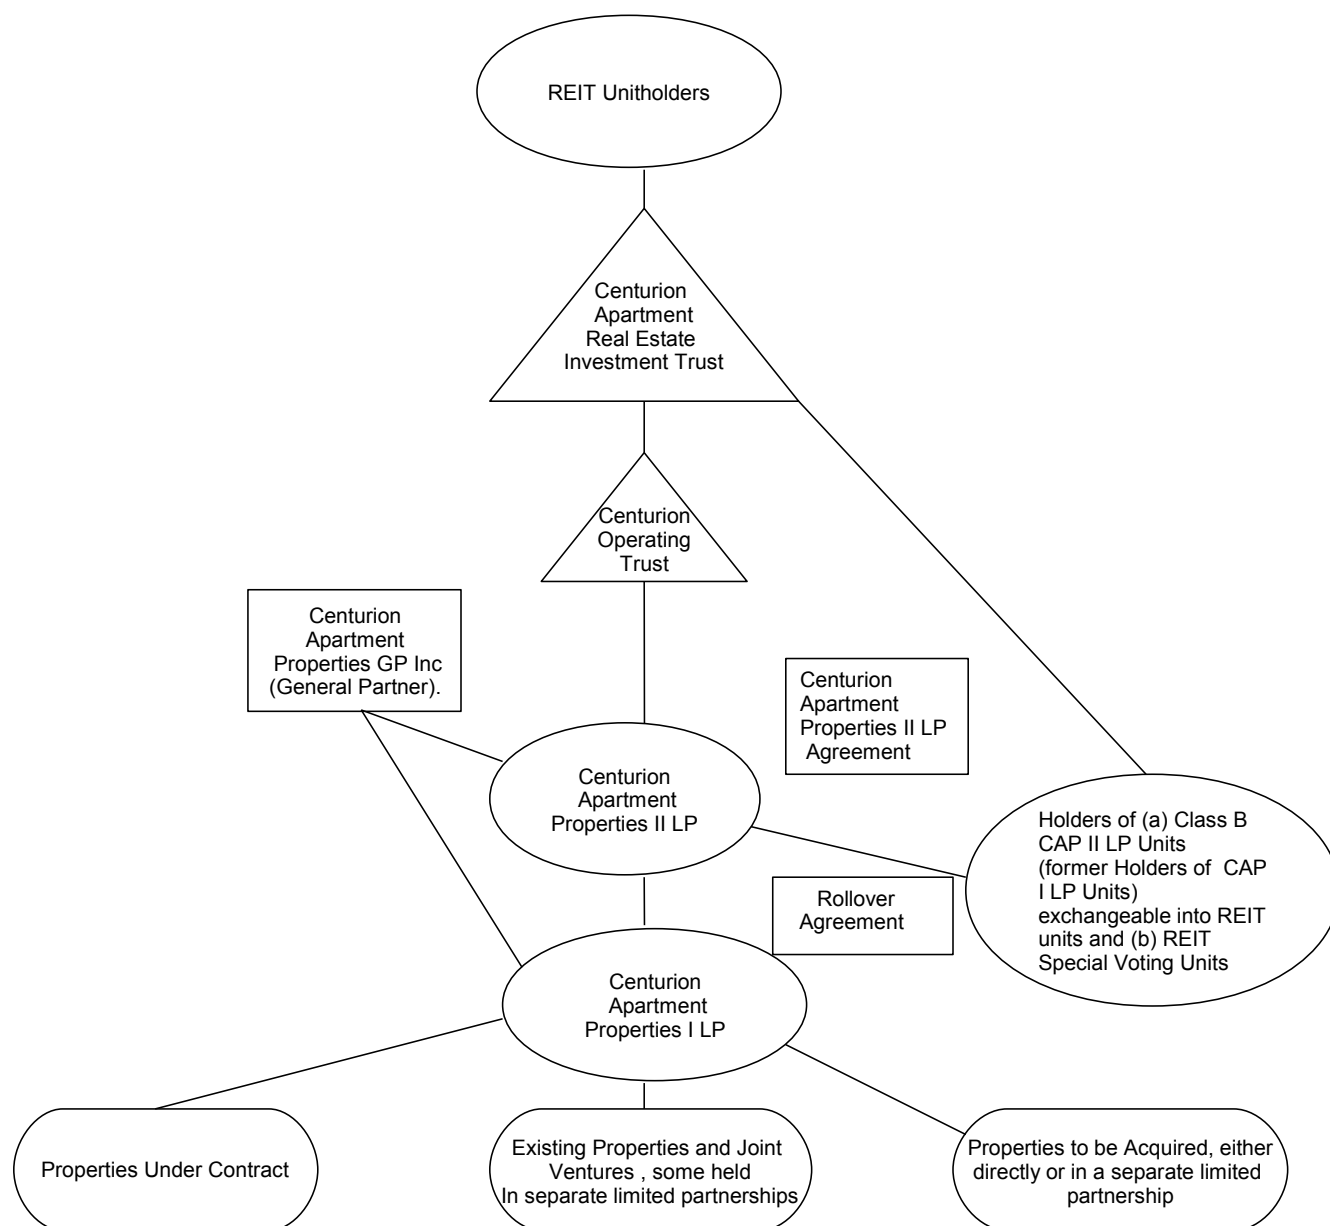 REIT Unitholders
Centurion
Apartment
Real Estate
Investment Trust
Centurion
Operating
Trust
Centurion
Apartment
Properties GP Inc
(General Partner).
Centurion
Apartment
Properties II LP
Agreement
Centurion
Apartment
Properties II LP
Holders of (a) Class B
CAP II LP Units
(former Holders of CAP
I LP Units)
exchangeable into REIT
units and (b) REIT
Special Voting Units
Rollover
Agreement
Centurion
Apartment
Properties I LP
Properties Under Contract
Existing Properties and Joint
Ventures , some held
In separate limited partnerships
Properties to be Acquired, either
directly or in a separate limited
partnership